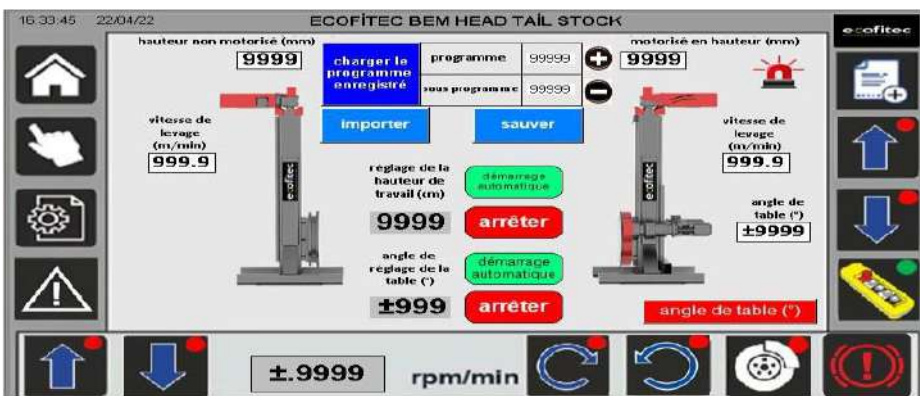 16:33:45 22/04/22 ECOFİTEC BEM HEAD TAİL STOCK
ecofitec
hauteur non motorisé (mm)
9999
charger le
programme
enregistré
programme 99999
sous programme 99999
motorisé en hauteur (mm)
9999
importer
sauver
vitesse de
levage
(m/min)
999.9
ecofitec
réglage de la
hauteur de
travail (cm)
9999
démarrage
automatique
arrêter
angle de
réglage de la
table (°)
±999
démarrage
automatique
arrêter
ecofitec
vitesse de
levage
(m/min)
999.9
angle de
table (°)
±9999
angle de table (°)
±.9999 rpm/min